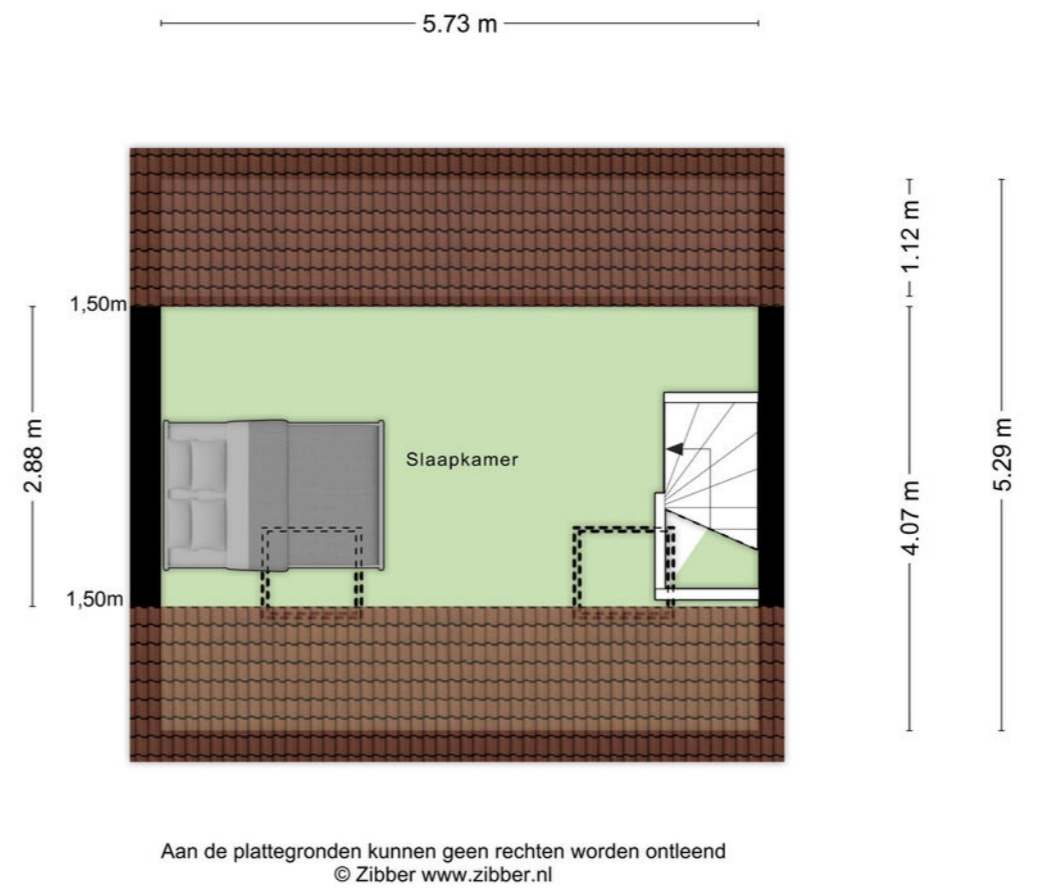 5.73 m
1.12 m
1,50m
2.88 m
Slaapkamer
5.29 m
4.07 m
1,50m
Aan de plattegronden kunnen geen rechten worden ontleend
© Zibber www.zibber.nl